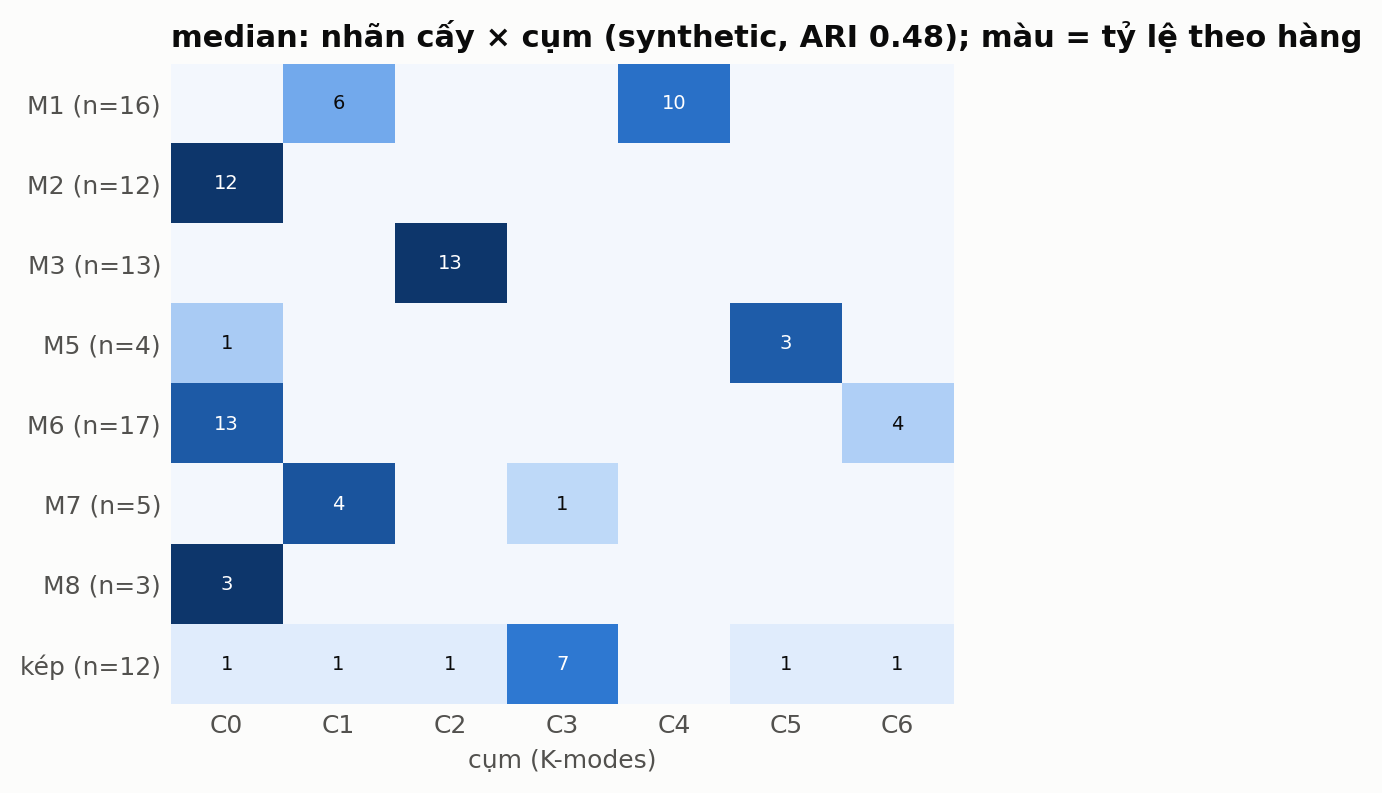 median: nhãn cấy × cụm (synthetic, ARI 0.48); màu = tỷ lệ theo hàng
M1 (n=16) 6 10
M2 (n=12) 12
M3 (n=13) 13
M5 (n=4) 1 3
M6 (n=17) 13 4
M7 (n=5) 4 1
M8 (n=3) 3
kép (n=12) 1 1 1 7 1 1
C0 C1 C2 C3 C4 C5 C6
cụm (K-modes)